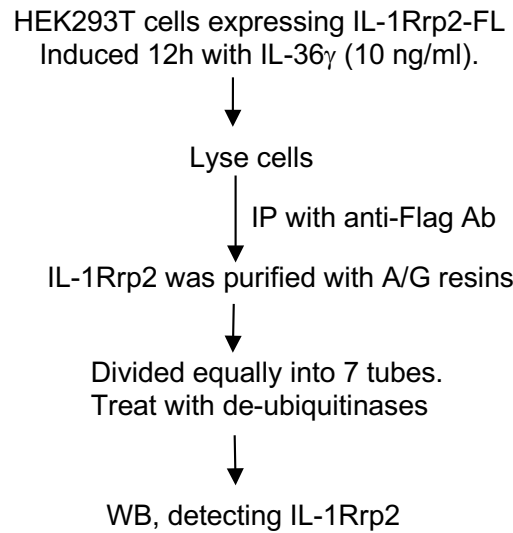 HEK293T cells expressing IL-1Rrp2-FL
Induced 12h with IL-36γ (10 ng/ml).
Lyse cells
IP with anti-Flag Ab
IL-1Rrp2 was purified with A/G resins
Divided equally into 7 tubes.
Treat with de-ubiquitinases
WB, detecting IL-1Rrp2